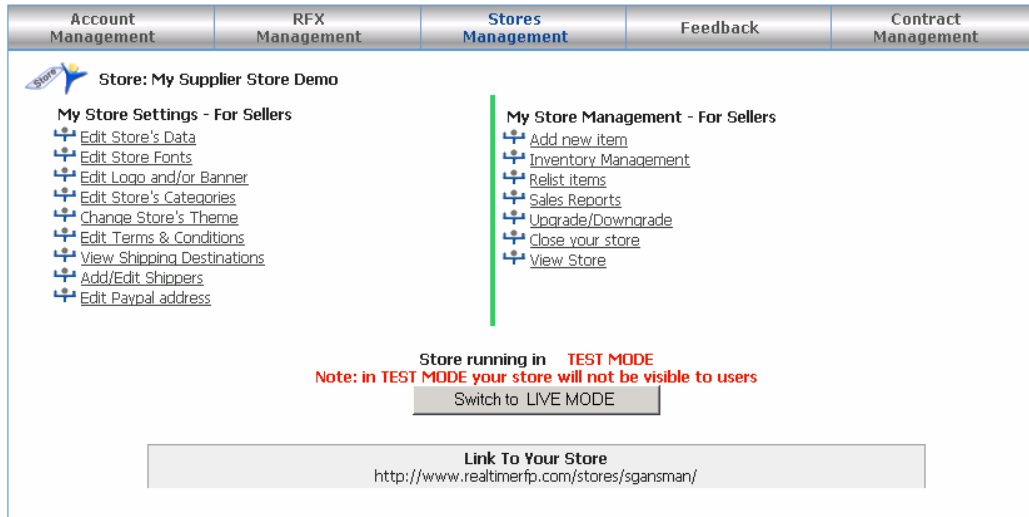 Account Management
RFX Management
Stores Management
Feedback
Contract Management
Store
Store: My Supplier Store Demo
My Store Settings - For Sellers
Edit Store's Data
Edit Store Fonts
Edit Logo and/or Banner
Edit Store's Categories
Change Store's Theme
Edit Terms & Conditions
View Shipping Destinations
Add/Edit Shippers
Edit Paypal address
My Store Management - For Sellers
Add new item
Inventory Management
Relist items
Sales Reports
Upgrade/Downgrade
Close your store
View Store
Store running in TEST MODE
Note: in TEST MODE your store will not be visible to users
Switch to LIVE MODE
Link To Your Store
http://www.realtimerfp.com/stores/sgansman/